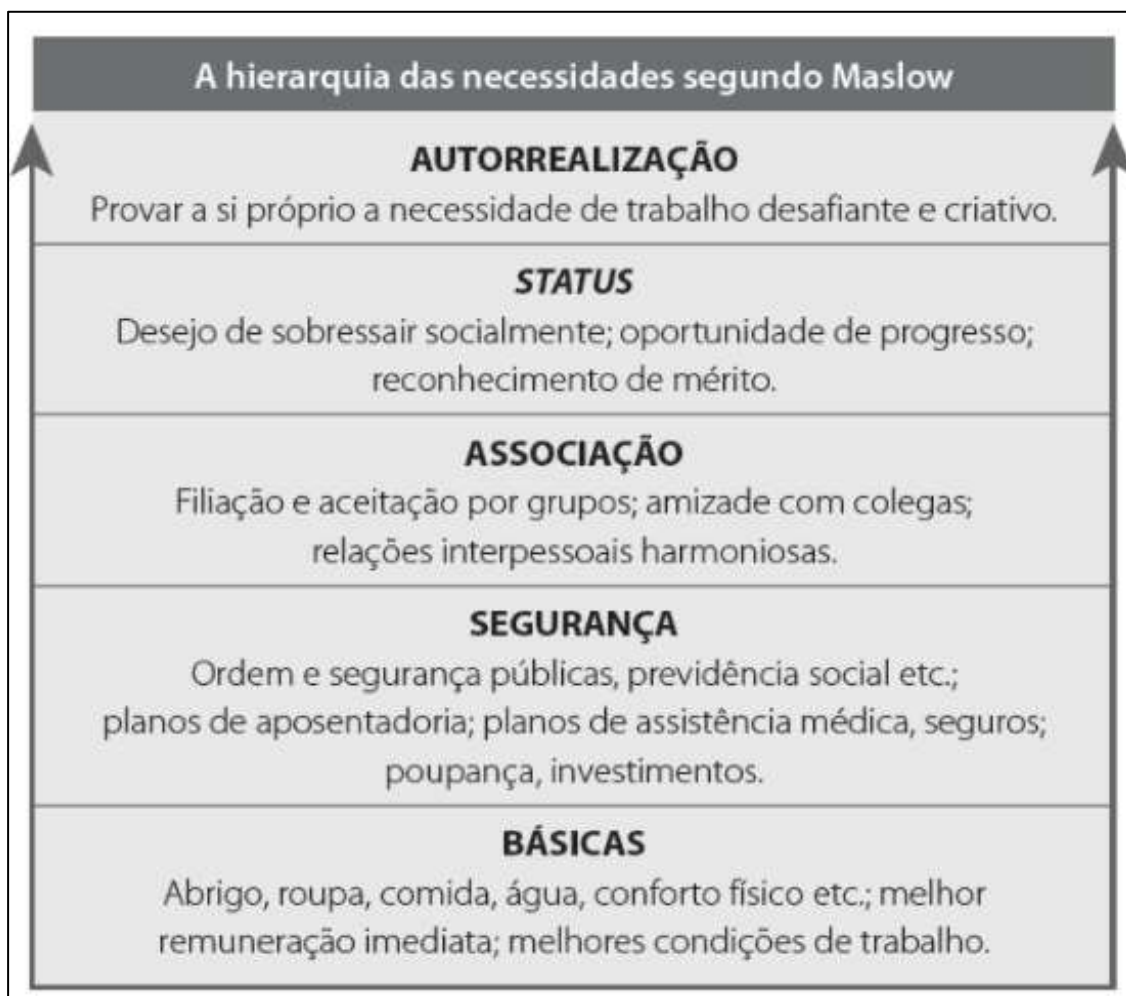 A hierarquia das necessidades segundo Maslow
AUTORREALIZAÇÃO
Provar a si próprio a necessidade de trabalho desafiante e criativo.
STATUS
Desejo de sobressair socialmente; oportunidade de progresso;
reconhecimento de mérito.
ASSOCIAÇÃO
Filiação e aceitação por grupos; amizade com colegas;
relações interpessoais harmoniosas.
SEGURANÇA
Ordem e segurança públicas, previdência social etc.;
planos de aposentadoria; planos de assistência médica, seguros;
poupança, investimentos.
BÁSICAS
Abrigo, roupa, comida, água, conforto físico etc.; melhor
remuneração imediata; melhores condições de trabalho.